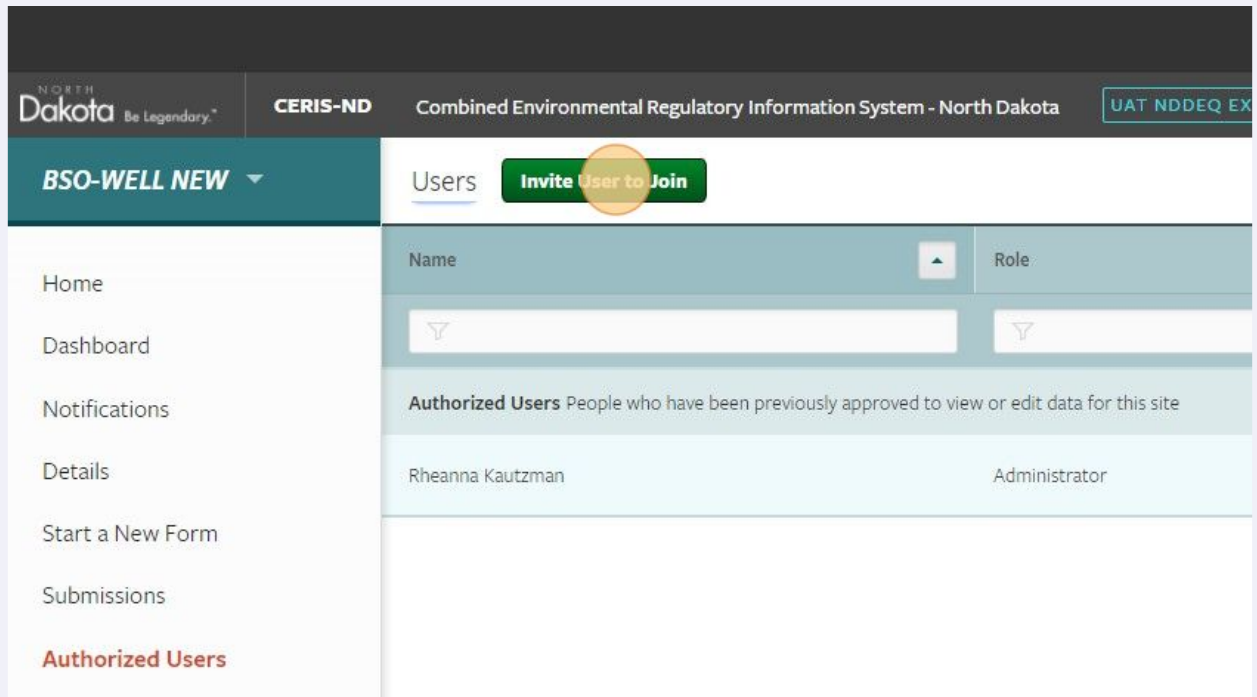 NORTH
Dakota Be Legendary.™
CERIS-ND
Combined Environmental Regulatory Information System - North Dakota
UAT NDDEQ EX
BSO-WELL NEW
Users
Invite User to Join
Name
Role
Home
Dashboard
Notifications
Details
Start a New Form
Submissions
Authorized Users
Authorized Users People who have been previously approved to view or edit data for this site
Rheanna Kautzman
Administrator